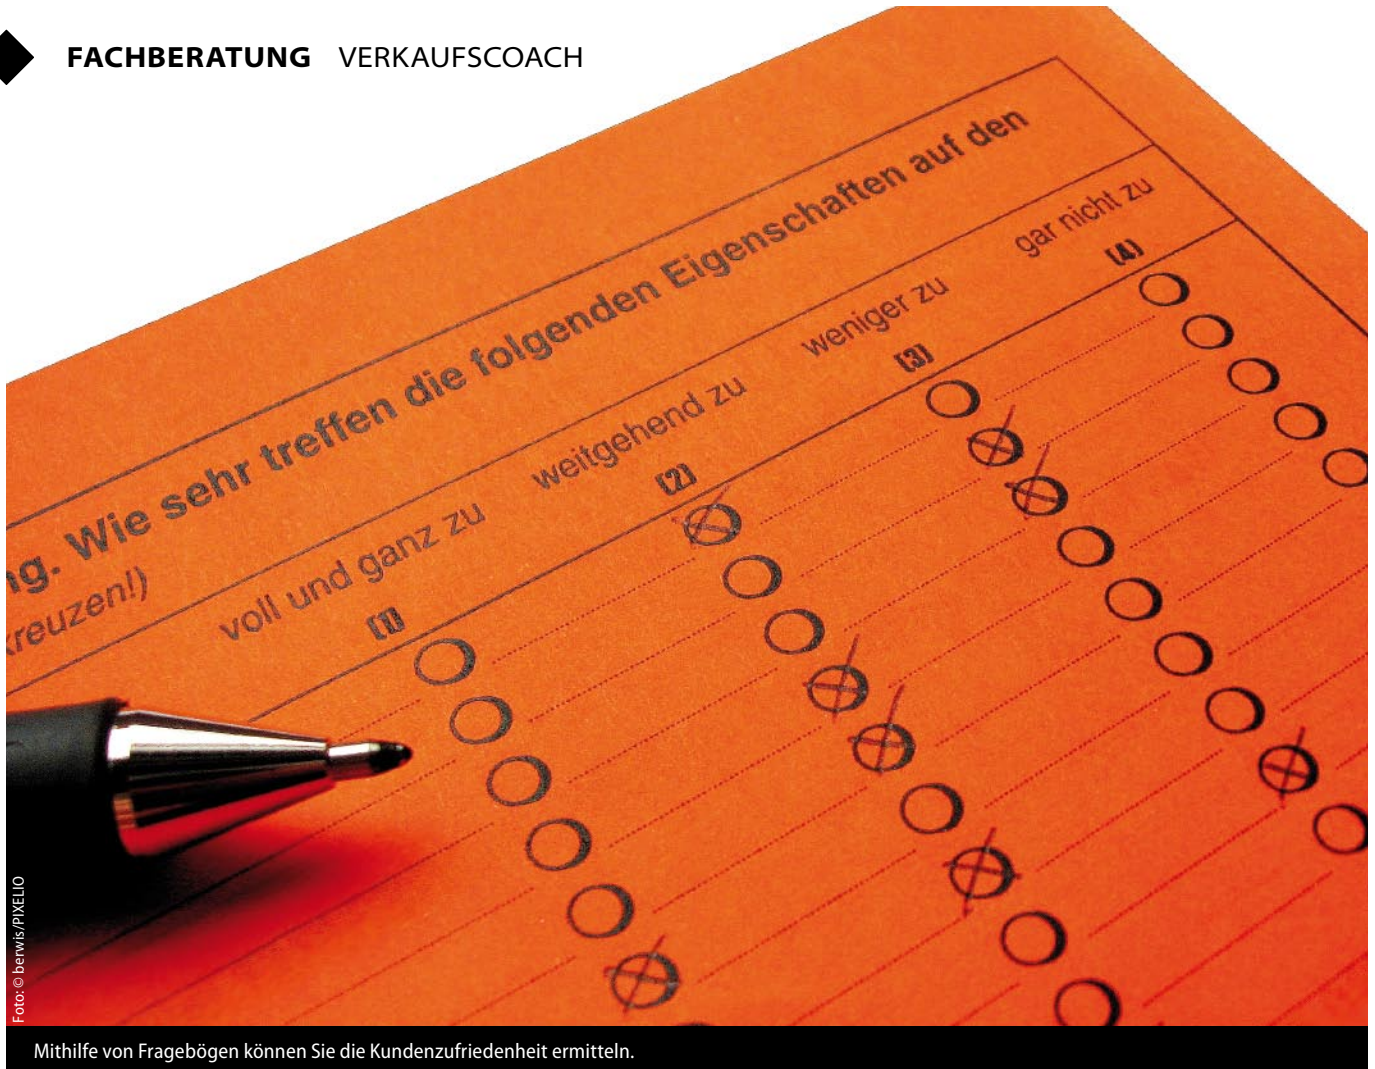 FACHBERATUNG VERKAUFSCOACH
ng. Wie sehr treffen die folgenden Eigenschaften auf den
kreuzen!)
voll und ganz zu weitgehend zu weniger zu gar nicht zu
(1) (2) (3) (4)
Foto: © berwis/PIXELIO
Mithilfe von Fragebögen können Sie die Kundenzufriedenheit ermitteln.